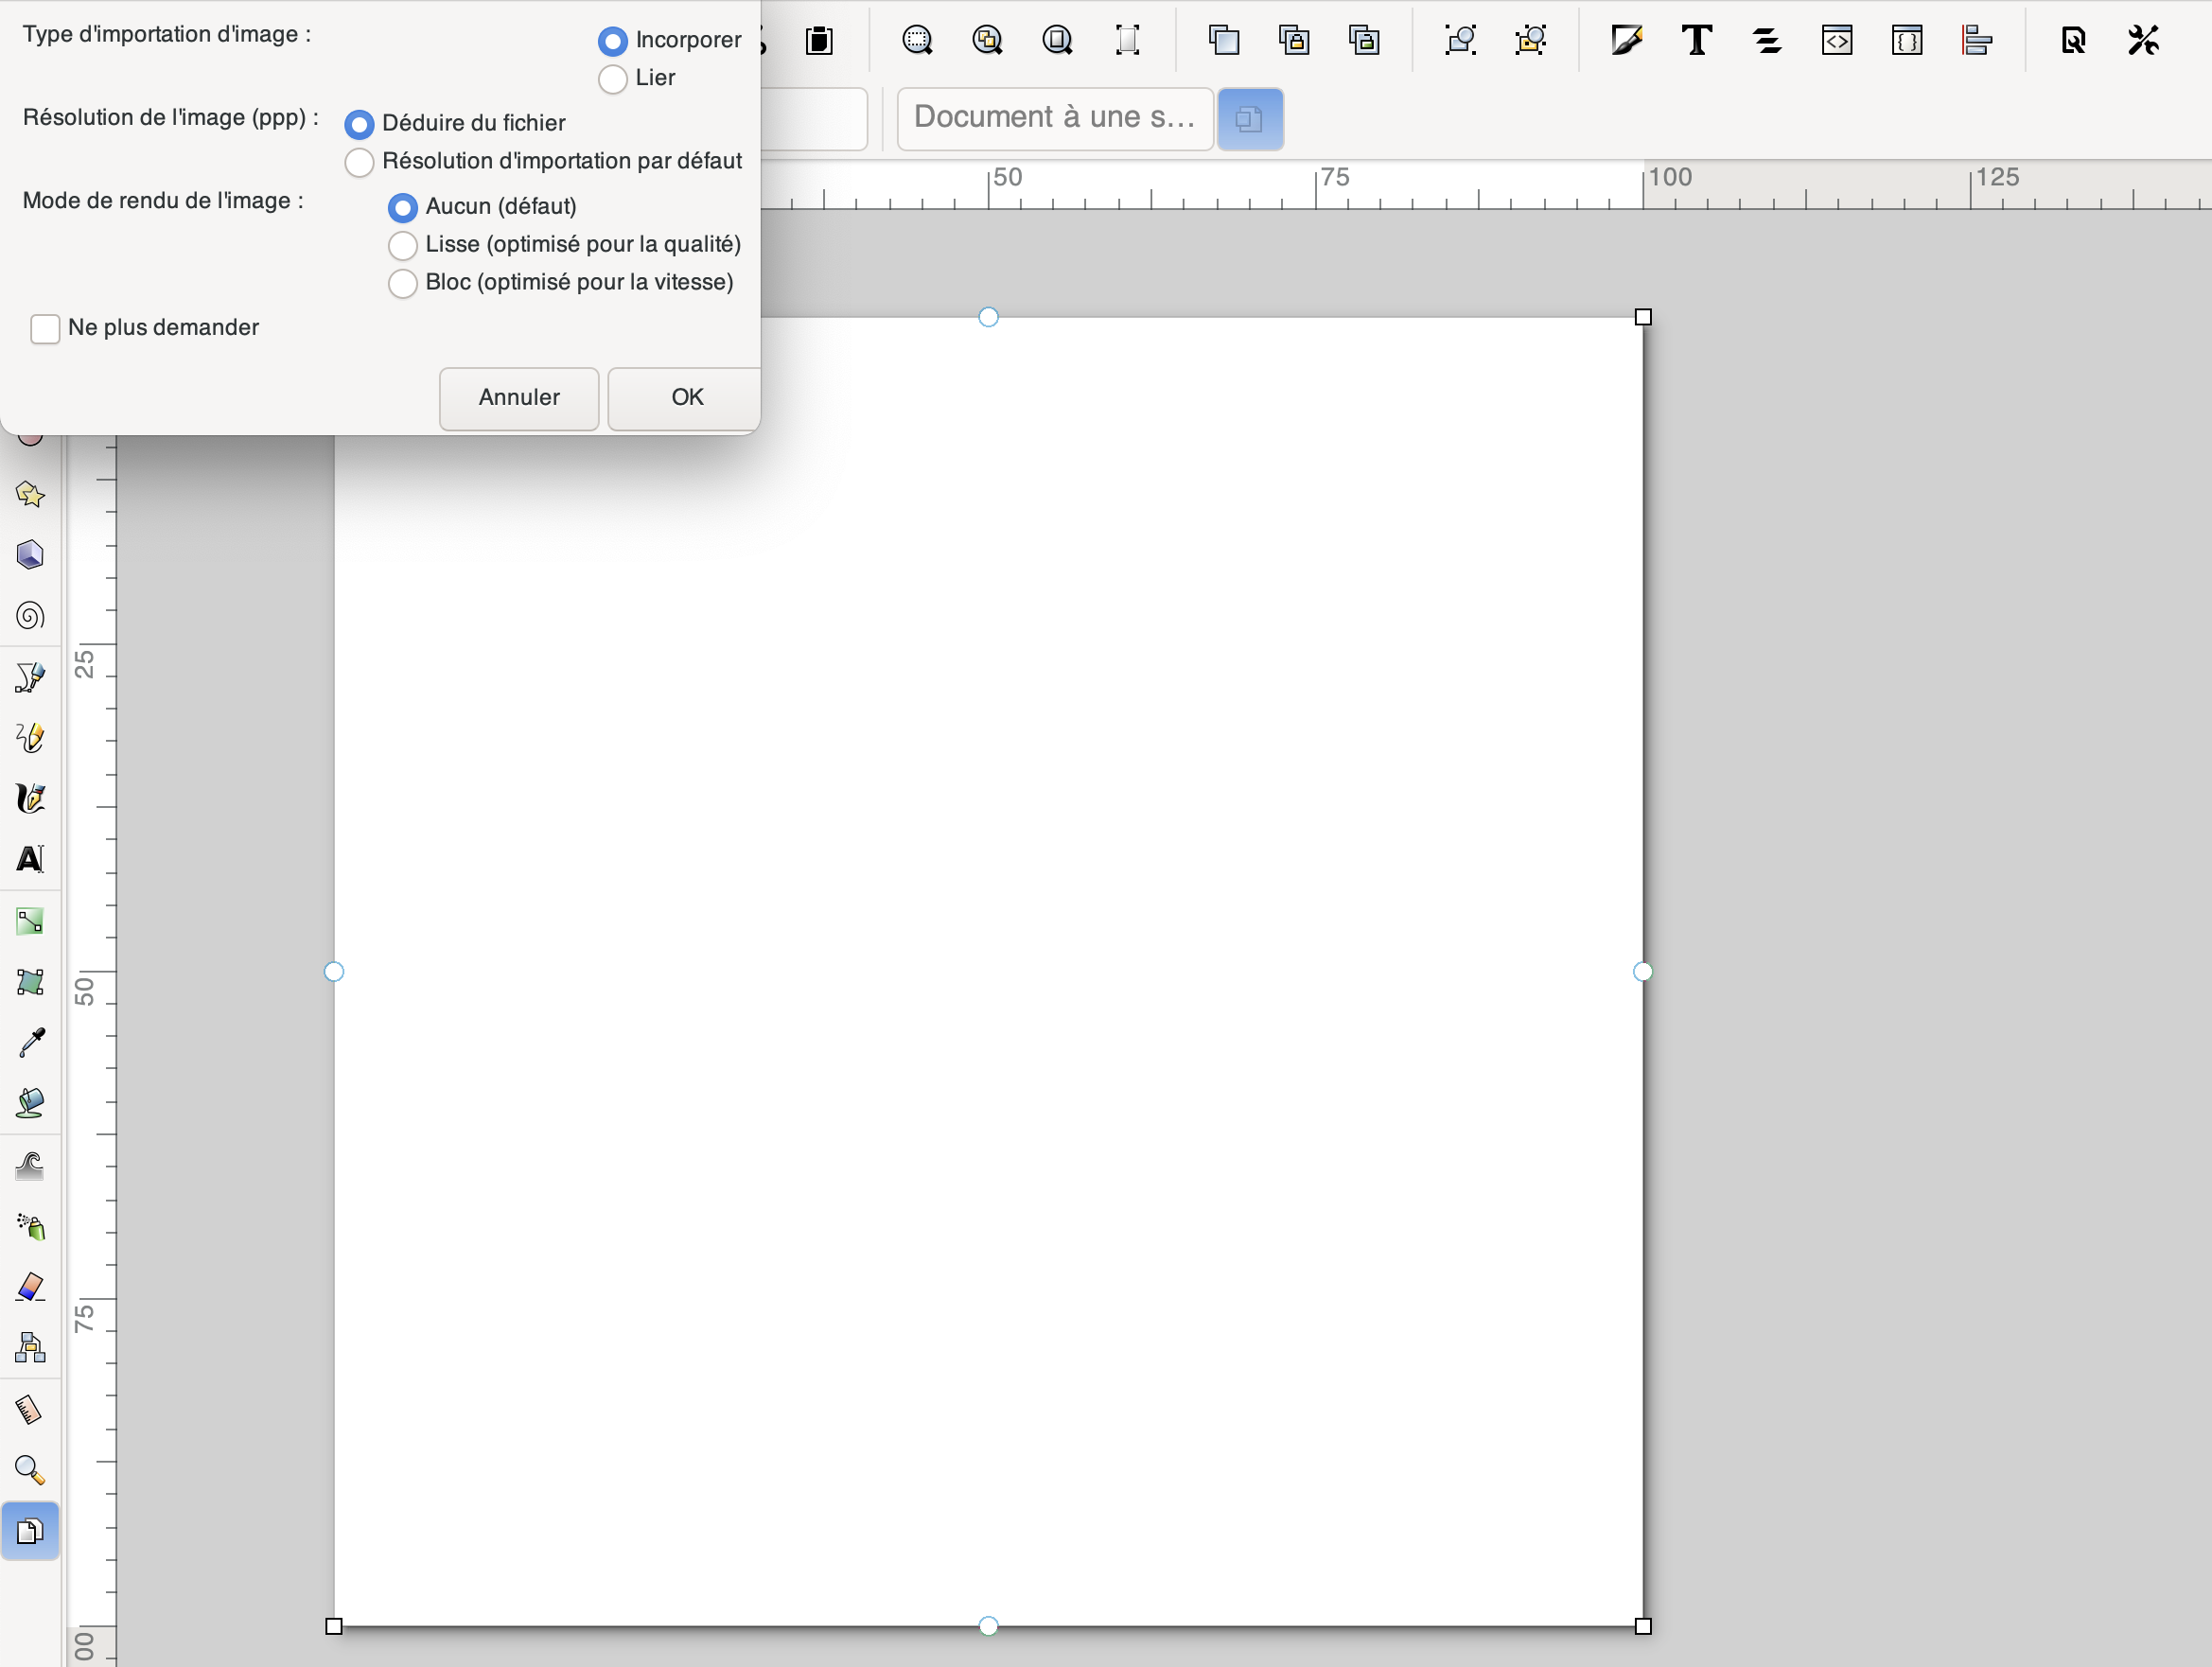 Type d'importation d'image :
Incorporer
Lier
Résolution de l'image (ppp) :
Déduire du fichier
Résolution d'importation par défaut
Mode de rendu de l'image :
Aucun (défaut)
Lisse (optimisé pour la qualité)
Bloc (optimisé pour la vitesse)
Ne plus demander
Annuler
OK
Document à une s...
50
75
100
125
25
50
75
00